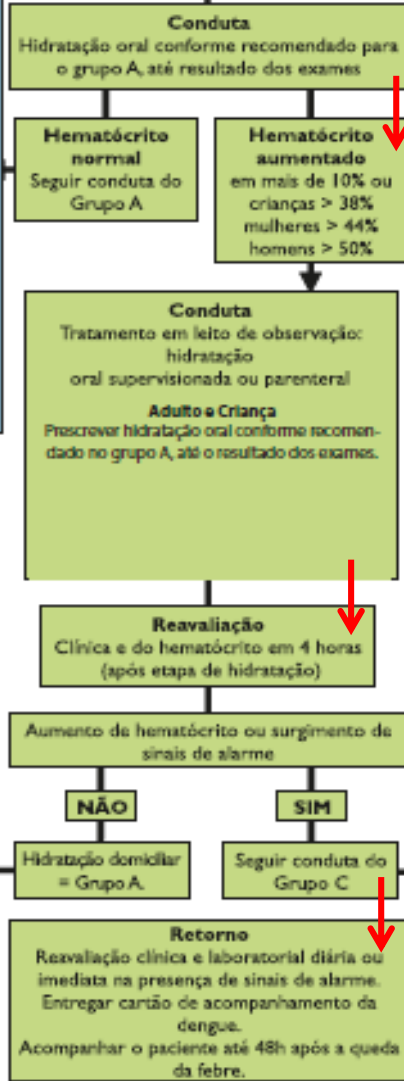 Conduta
Hidratação oral conforme recomendado para
o grupo A, até resultado dos exames
Hematócrito
normal
Seguir conduta do
Grupo A
Hematócrito
aumentado
em mais de 10% ou
crianças > 38%
mulheres > 44%
homens > 50%
Conduta
Tratamento em leito de observação:
hidratação
oral supervisionada ou parenteral
Adulto e Criança
Prescrever hidratação oral conforme recomen-
dado no grupo A, até o resultado dos exames.
Reavaliação
Clínica e do hematócrito em 4 horas
(após etapa de hidratação)
Aumento de hematócrito ou surgimento de
sinais de alarme
NÃO
SIM
Hidratação domiciliar
= Grupo A.
Seguir conduta do
Grupo C
Retorno
Reavaliação clínica e laboratorial diária ou
imediata na presença de sinais de alarme.
Entregar cartão de acompanhamento da
dengue.
Acompanhar o paciente até 48h após a queda
da febre.